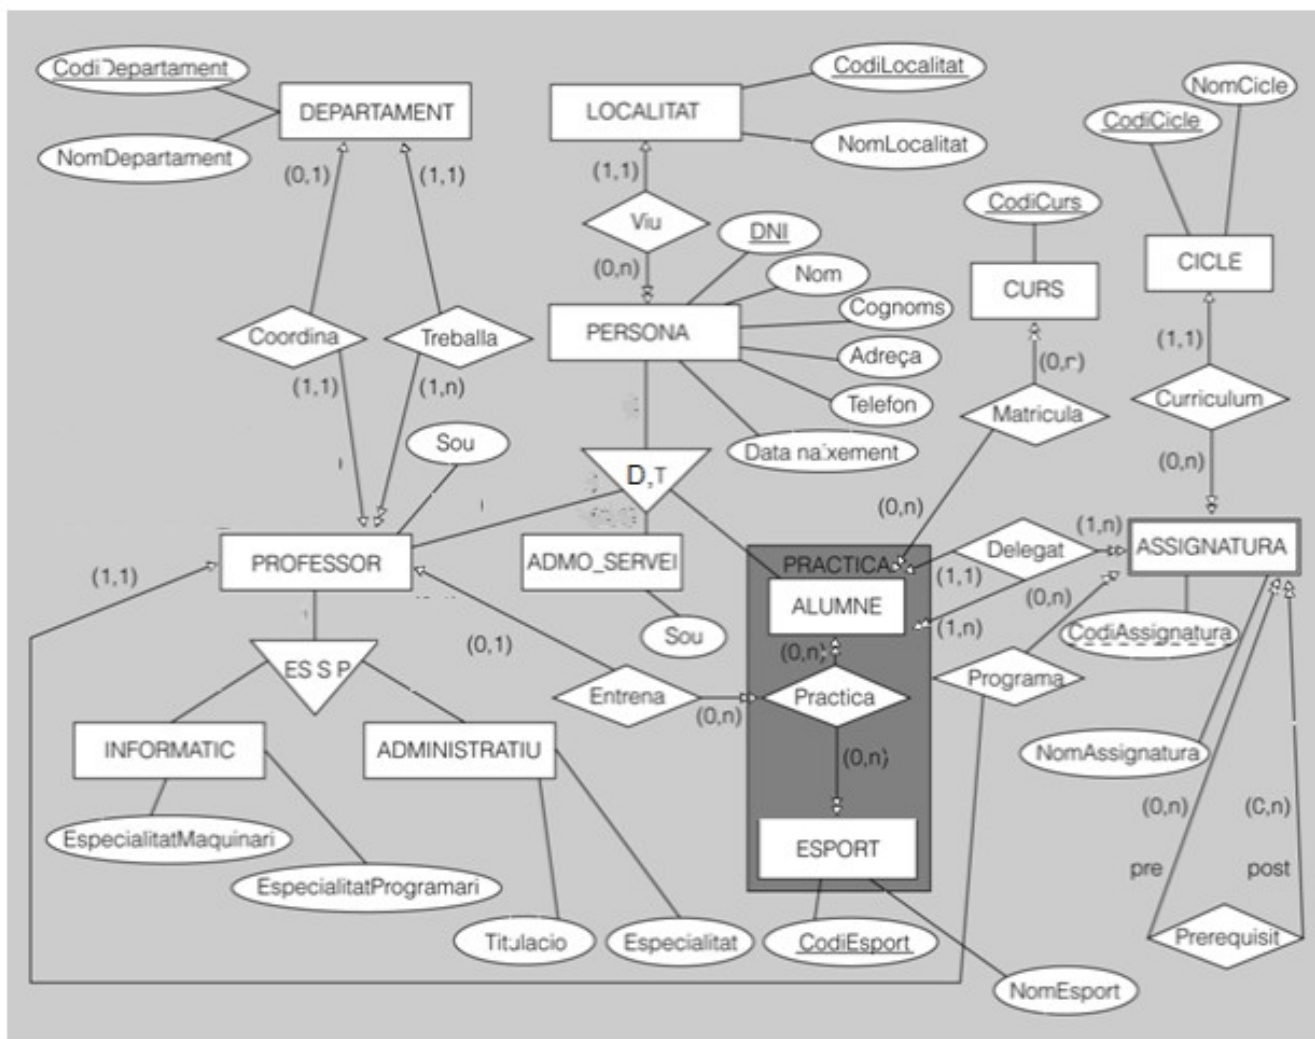 CodiDepartament
DEPARTAMENT
NomDepartament
(0,1)
(1,1)
Coordina
Treballa
(1,1)
(1,n)
LOCALITAT
CodiLocalitat
NomLocalitat
(1,1)
Viu
(0,n)
PERSONA
DNI
Nom
Cognoms
Adreça
Telefon
Data naixement
CodiCurs
CURS
(0,n)
Matricula
(0,n)
NomCicle
CodiCicle
CICLE
(1,1)
Curriculum
(0,n)
Sou
D,T
PROFESSOR
(1,1)
ADMO_SERVEI
Sou
PRACTICA
ALUMNE
(0,n)
Practica
(0,n)
ESPORT
Delegat
(1,n)
(1,1)
(0,n)
(1,n)
ASSIGNATURA
CodiAssignatura
Programa
NomAssignatura
(0,1)
Entrena
(0,n)
ES S P
INFORMATIC
ADMINISTRATIU
EspecialitatMaquinari
EspecialitatProgramari
Titulacio
Especialitat
CodiEsport
NomEsport
(0,n)
(0,n)
pre
post
Prerequisit